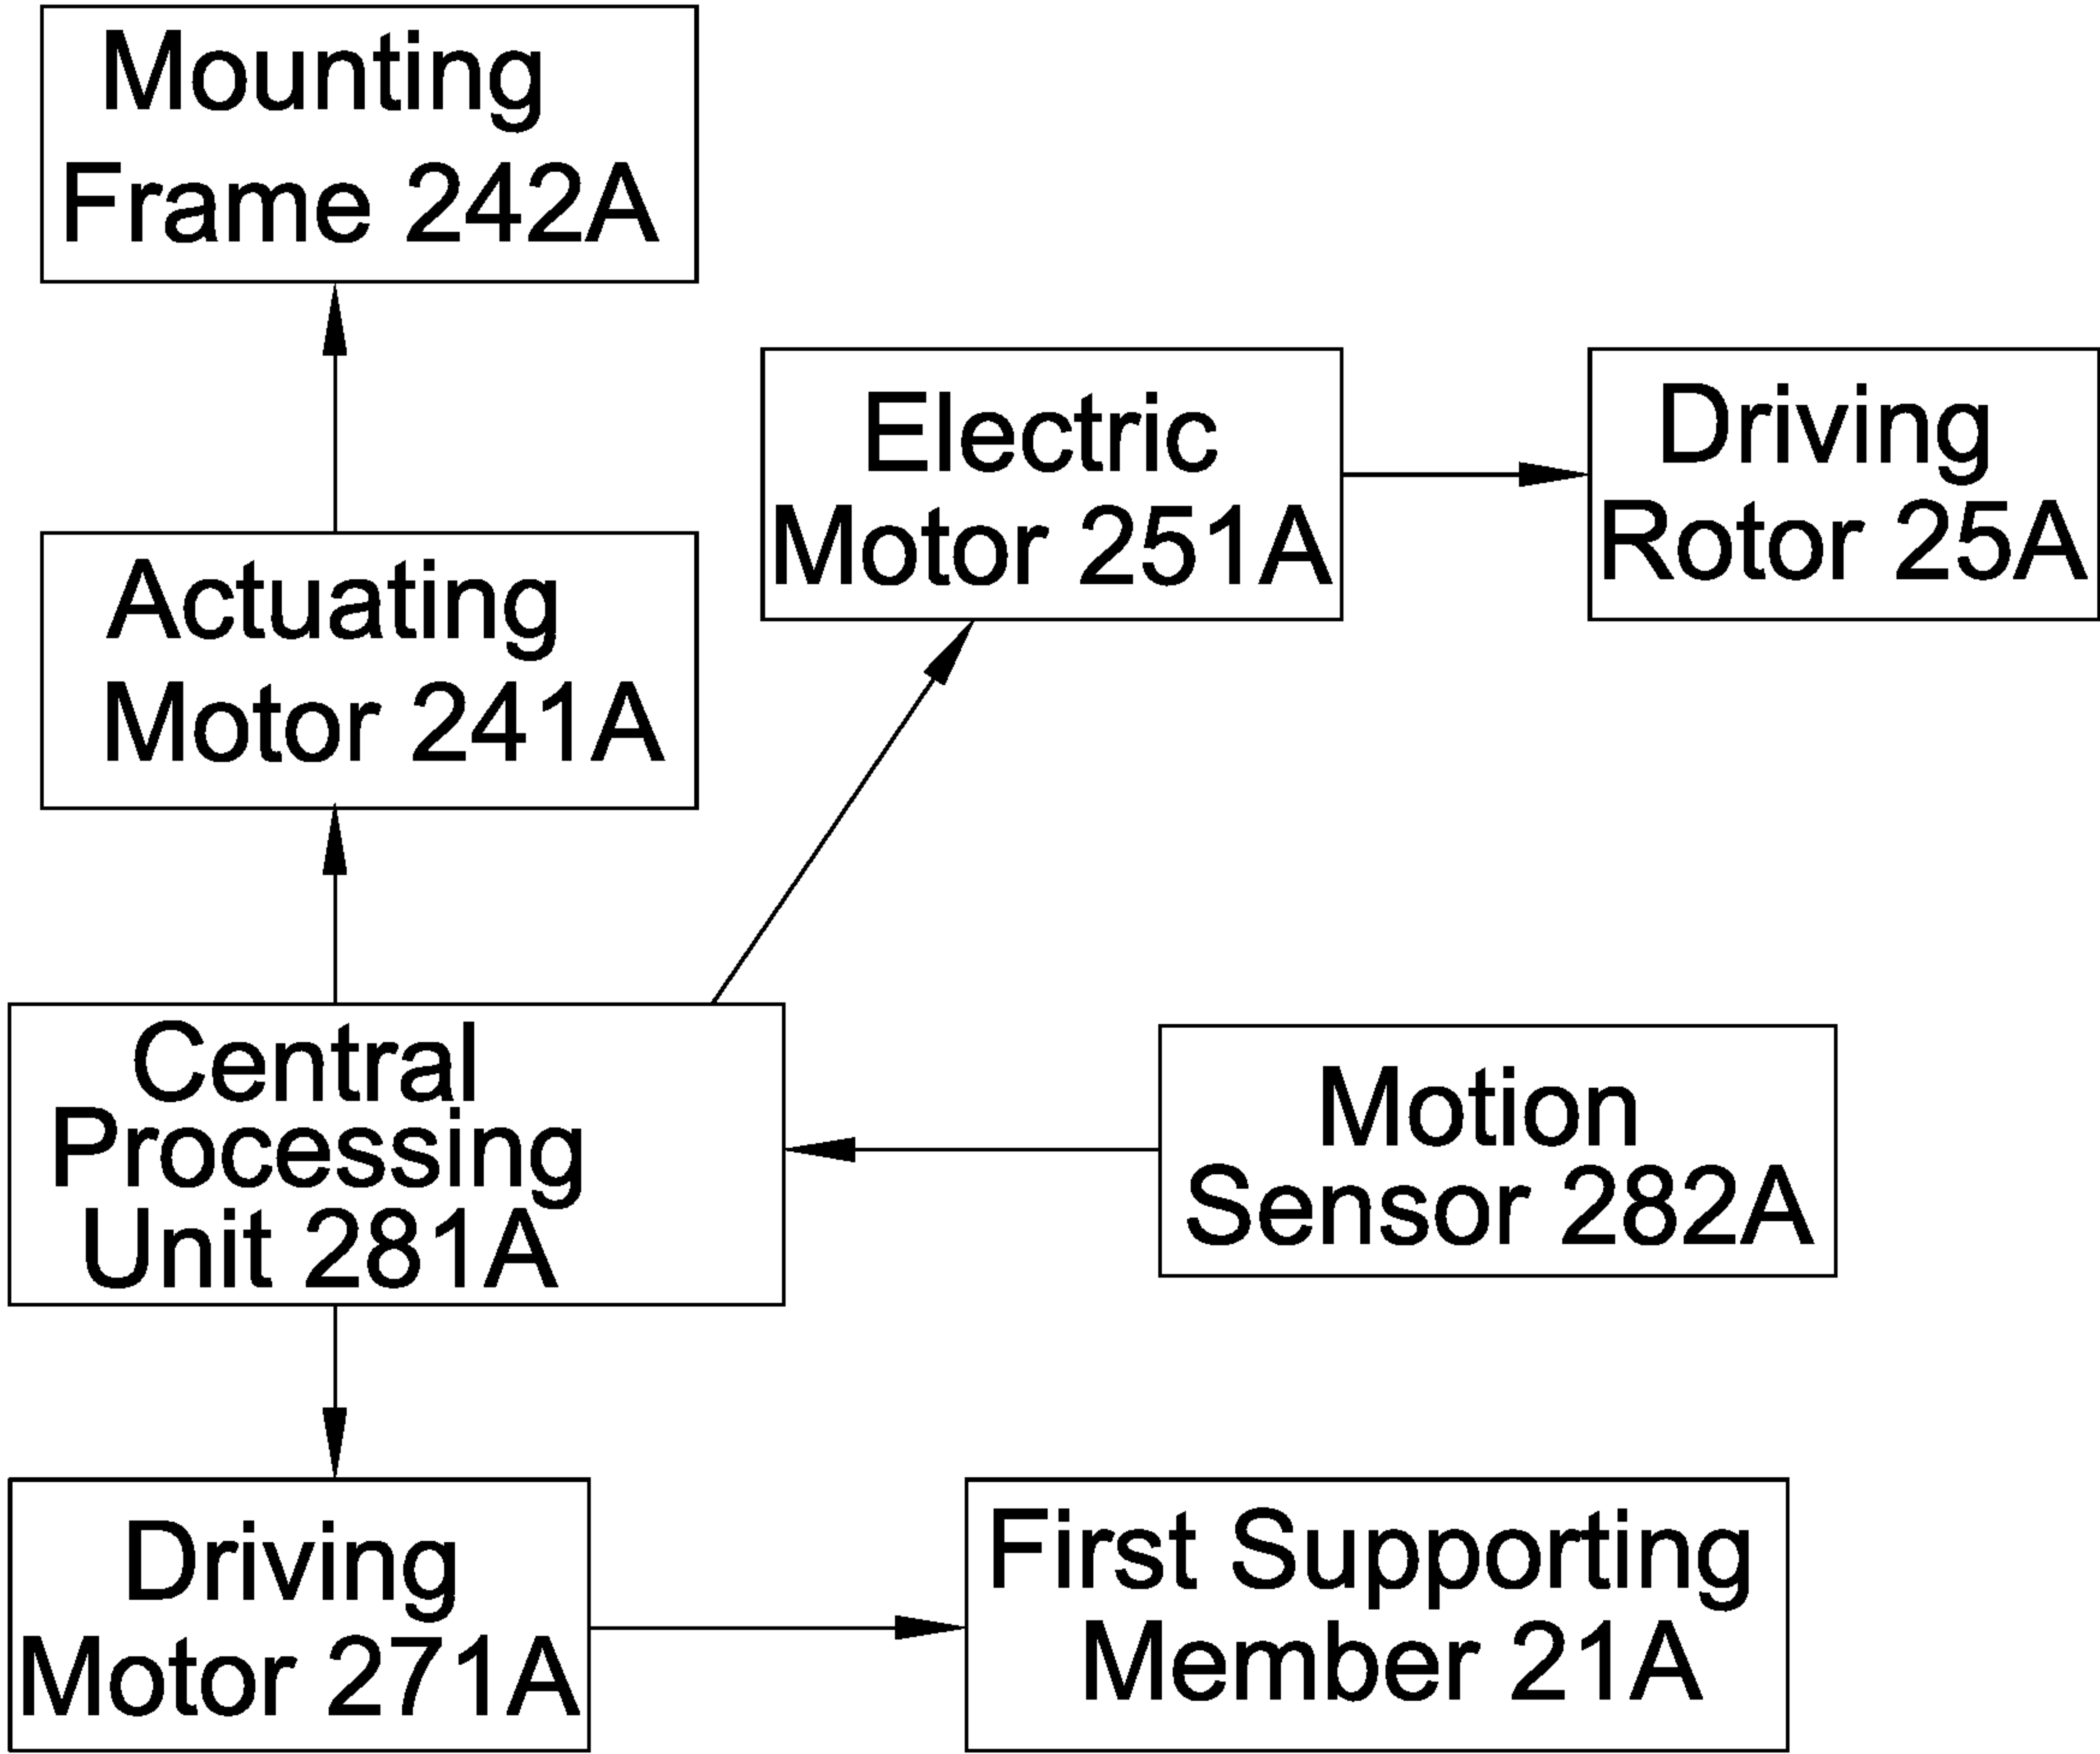 Mounting
Frame 242A
Electric
Motor 251A
Driving
Rotor 25A
Actuating
Motor 241A
Central
Processing
Unit 281A
Motion
Sensor 282A
Driving
Motor 271A
First Supporting
Member 21A